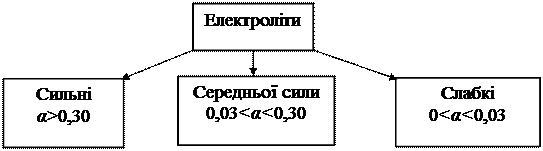 Електроліти
Сильні
α>0,30
Середньої сили
0,03<α<0,30
Слабкі
0<α<0,03